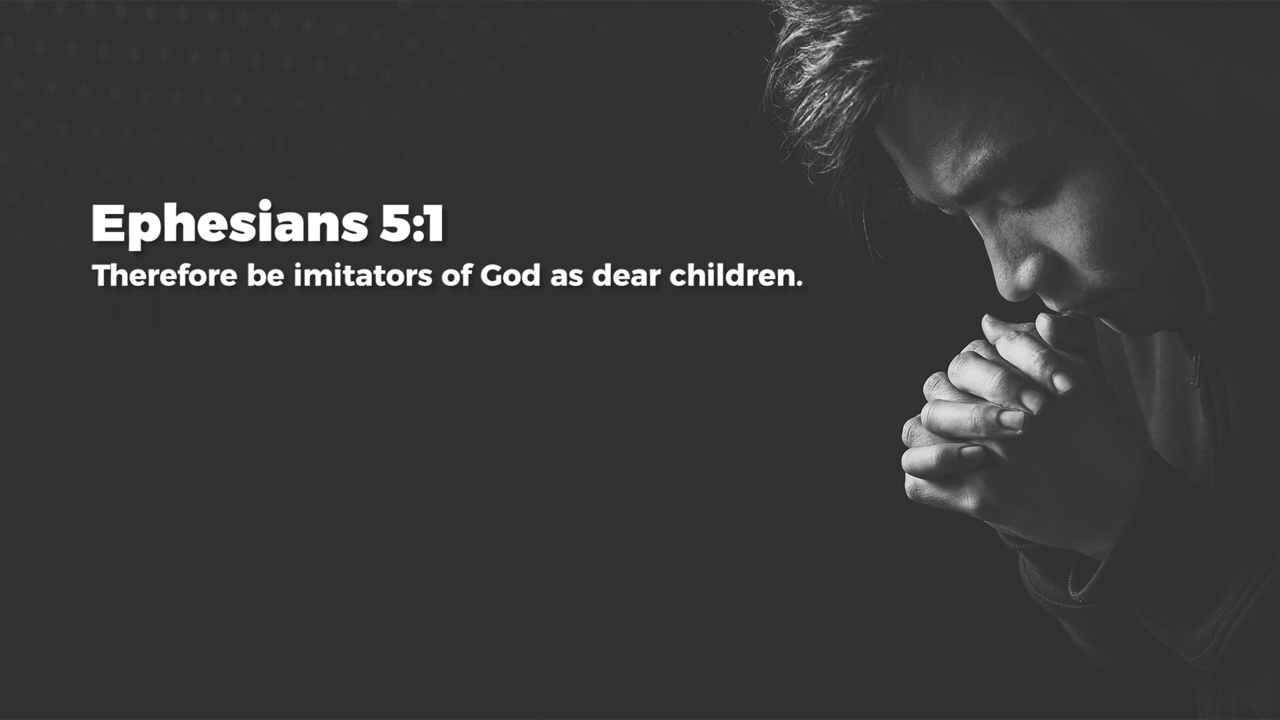 Ephesians 5:1
Therefore be imitators of God as dear children.